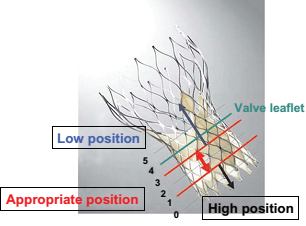 Valve leaflet
Low position
5
4
3
2
1
0
Appropriate position
High position